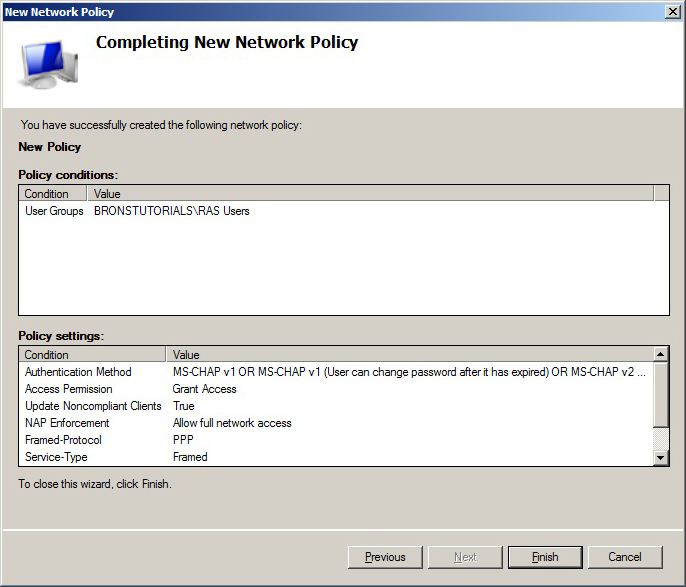 New Network Policy
Completing New Network Policy
You have successfully created the following network policy:
New Policy
Policy conditions:
Condition Value
User Groups BRONSTUTORIALS\RAS Users
Policy settings:
Condition Value
Authentication Method MS-CHAP v1 OR MS-CHAP v1 (User can change password after it has expired) OR MS-CHAP v2 ...
Access Permission Grant Access
Update Noncompliant Clients True
NAP Enforcement Allow full network access
Framed-Protocol PPP
Service-Type Framed
To close this wizard, click Finish.
Previous Next Finish Cancel